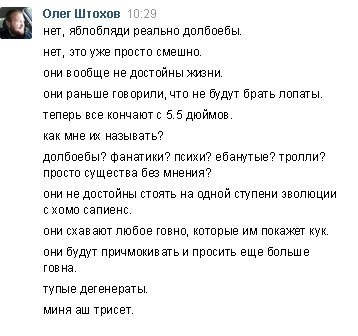 Олег Штохов 10:29
нет, яблобляди реально долбоебы.
нет, это уже просто смешно.
они вообще не достойны жизни.
они раньше говорили, что не будут брать лопаты.
теперь все кончают с 5.5 дюймов.
как мне их называть?
долбоебы? фанатики? психи? ебанутые? тролли?
просто существа без мнения?
они не достойны стоять на одной ступени эволюции
с хомо сапиенс.
они схавают любое говно, которые им покажет кук.
они будут причмокивать и просить еще больше
говна.
тупые дегенераты.
миня аш трисет.